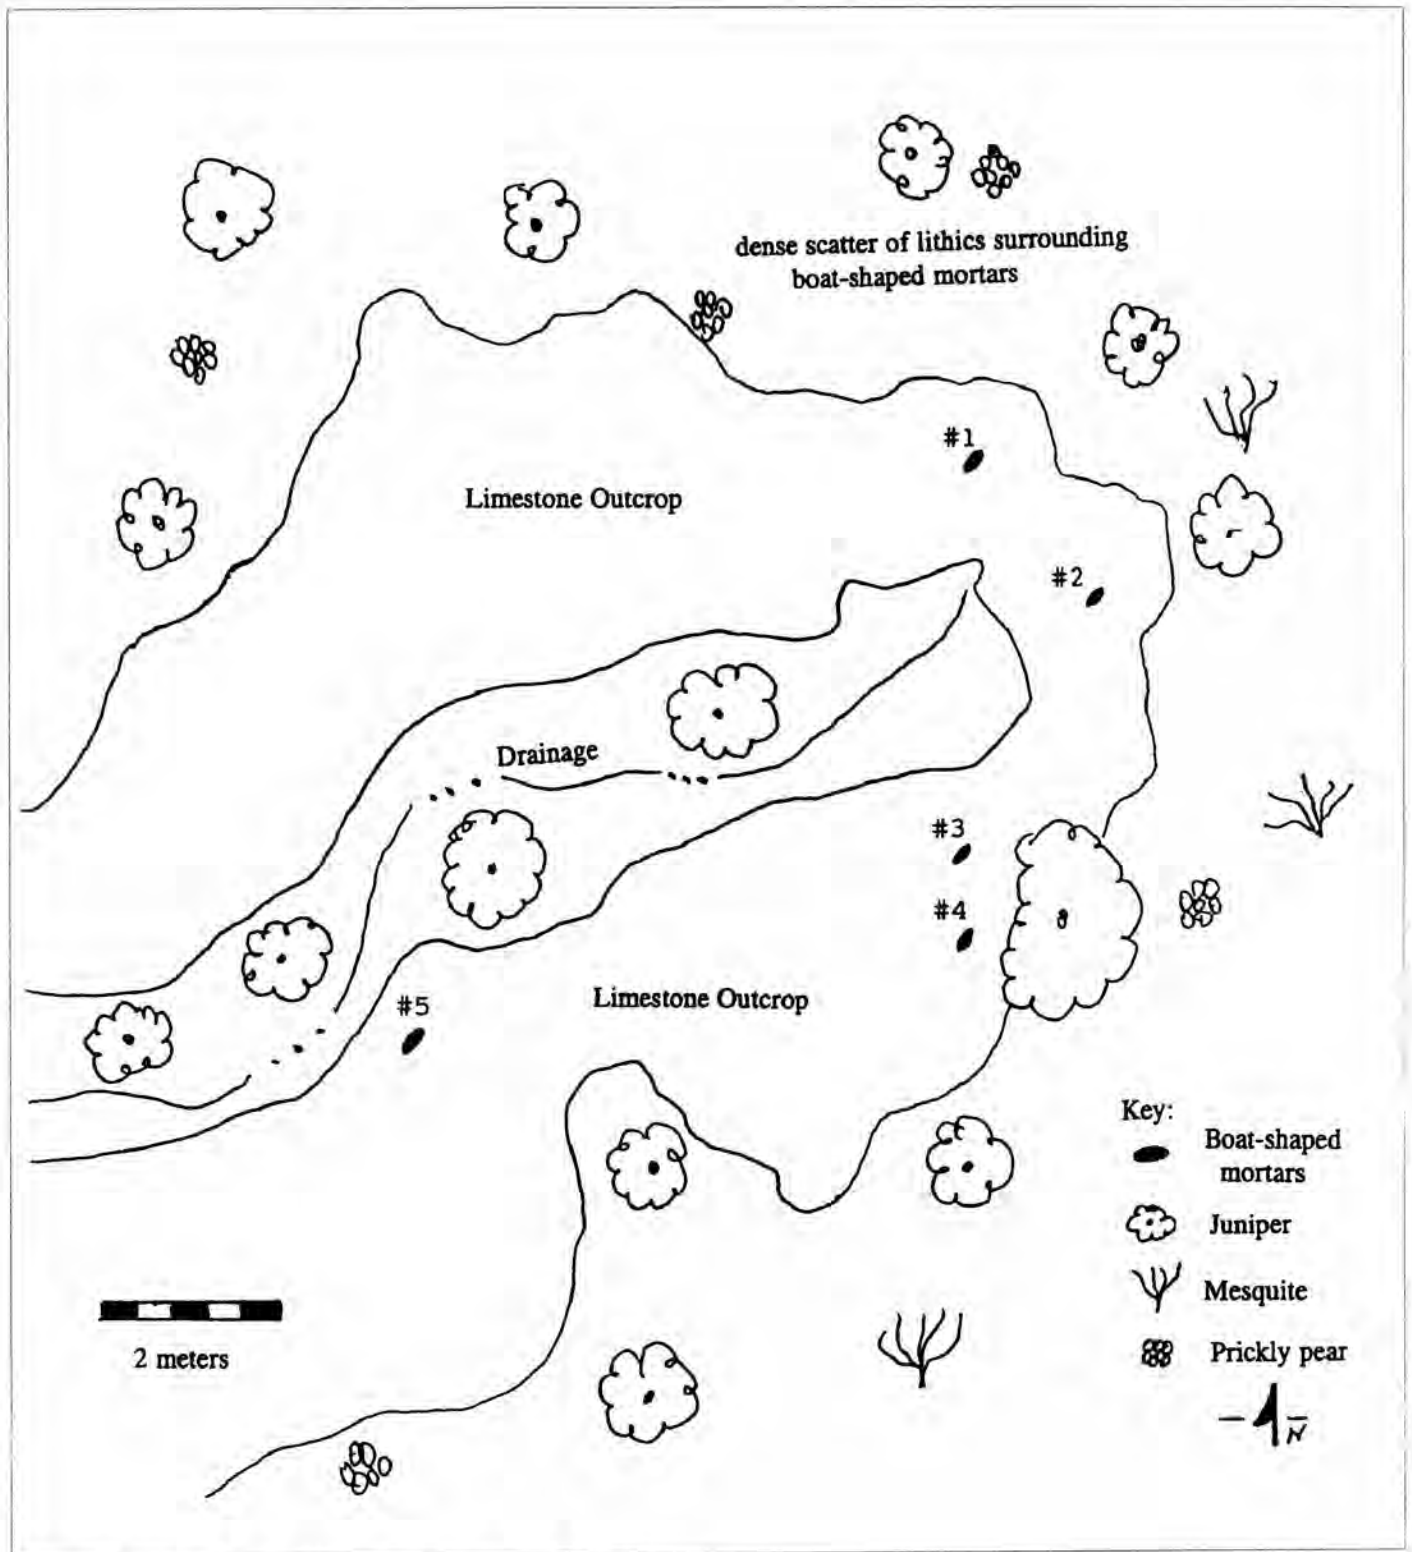 dense scatter of lithics surrounding
boat-shaped mortars
#1
Limestone Outcrop
#2
Drainage
#3
#4
Limestone Outcrop
#5
Key:
Boat-shaped
mortars
Juniper
Mesquite
2 meters
Prickly pear
N